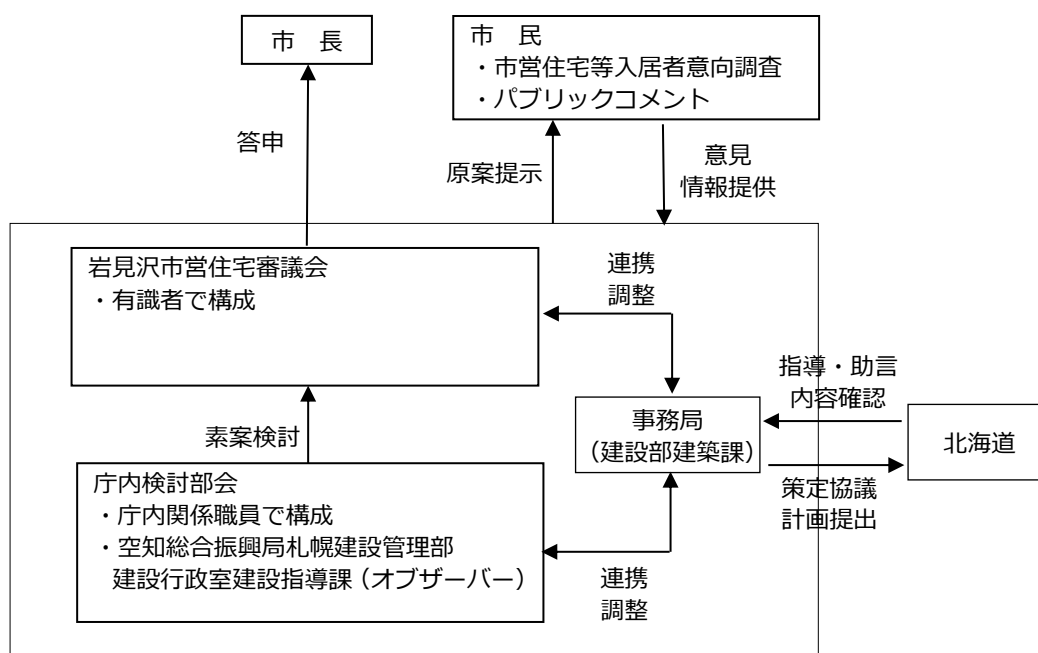 市　長
市　民
・市営住宅等入居者意向調査
・パブリックコメント
答申
原案提示
意見
情報提供
岩見沢市営住宅審議会
・有識者で構成
連携
調整
指導・助言
内容確認
事務局
（建設部建築課）
北海道
素案検討
策定協議
計画提出
庁内検討部会
・庁内関係職員で構成
・空知総合振興局札幌建設管理部
建設行政室建設指導課（オブザーバー）
連携
調整